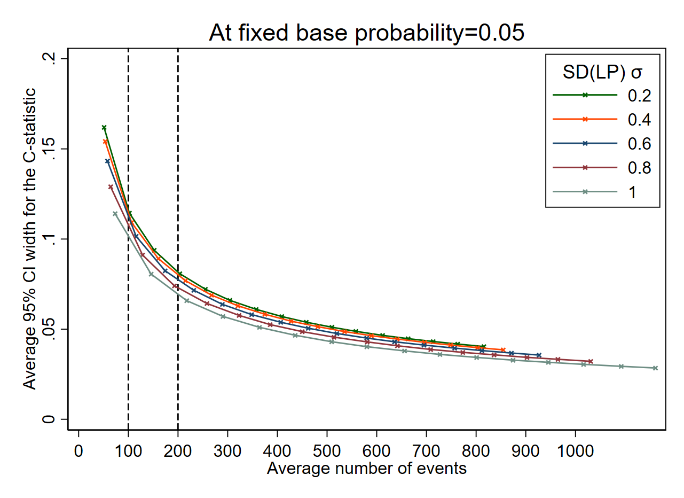 At fixed base probability=0.05
SD(LP) σ
0.2
0.4
0.6
0.8
1
Average 95% CI width for the C-statistic
.2
.15
.1
.05
0
0 100 200 300 400 500 600 700 800 900 1000
Average number of events